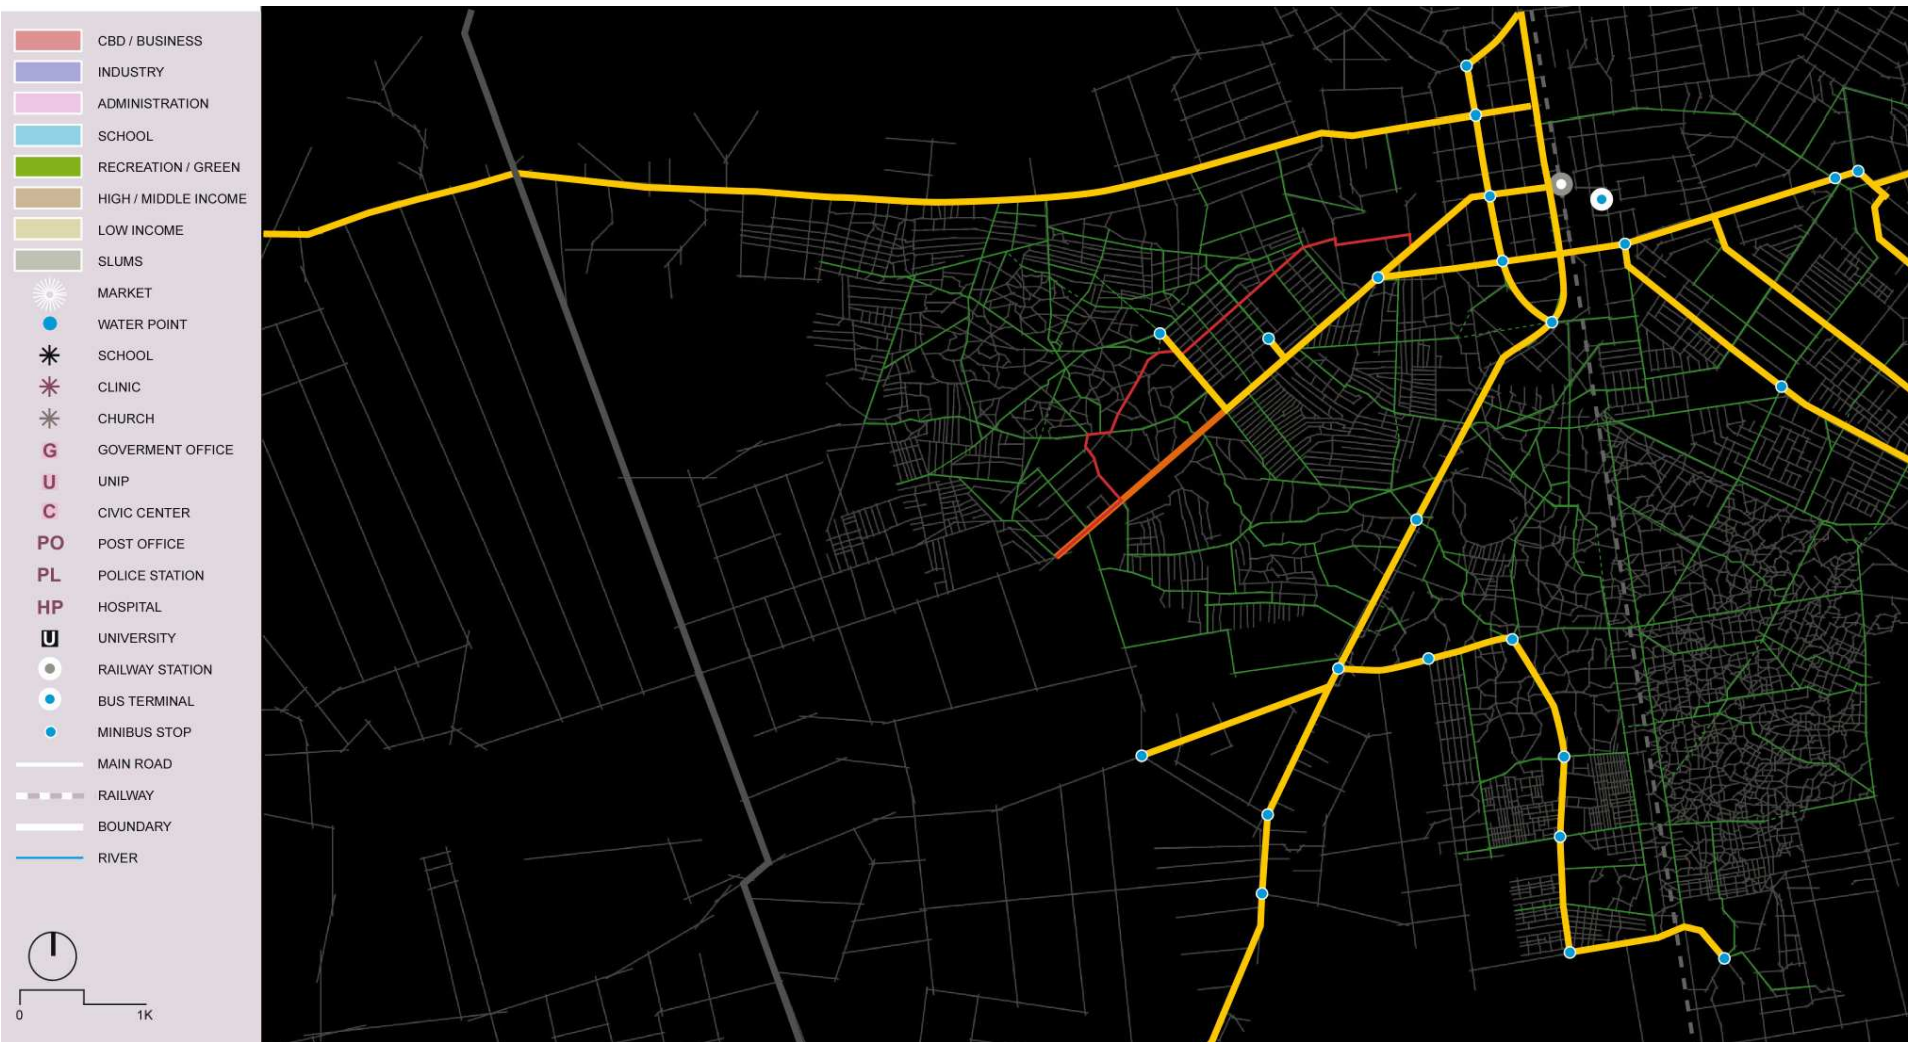 CBD / BUSINESS
INDUSTRY
ADMINISTRATION
SCHOOL
RECREATION / GREEN
HIGH / MIDDLE INCOME
LOW INCOME
SLUMS
MARKET
WATER POINT
SCHOOL
CLINIC
CHURCH
G GOVERMENT OFFICE
U UNIP
C CIVIC CENTER
PO POST OFFICE
PL POLICE STATION
HP HOSPITAL
U UNIVERSITY
RAILWAY STATION
BUS TERMINAL
MINIBUS STOP
MAIN ROAD
RAILWAY
BOUNDARY
RIVER
0 1K